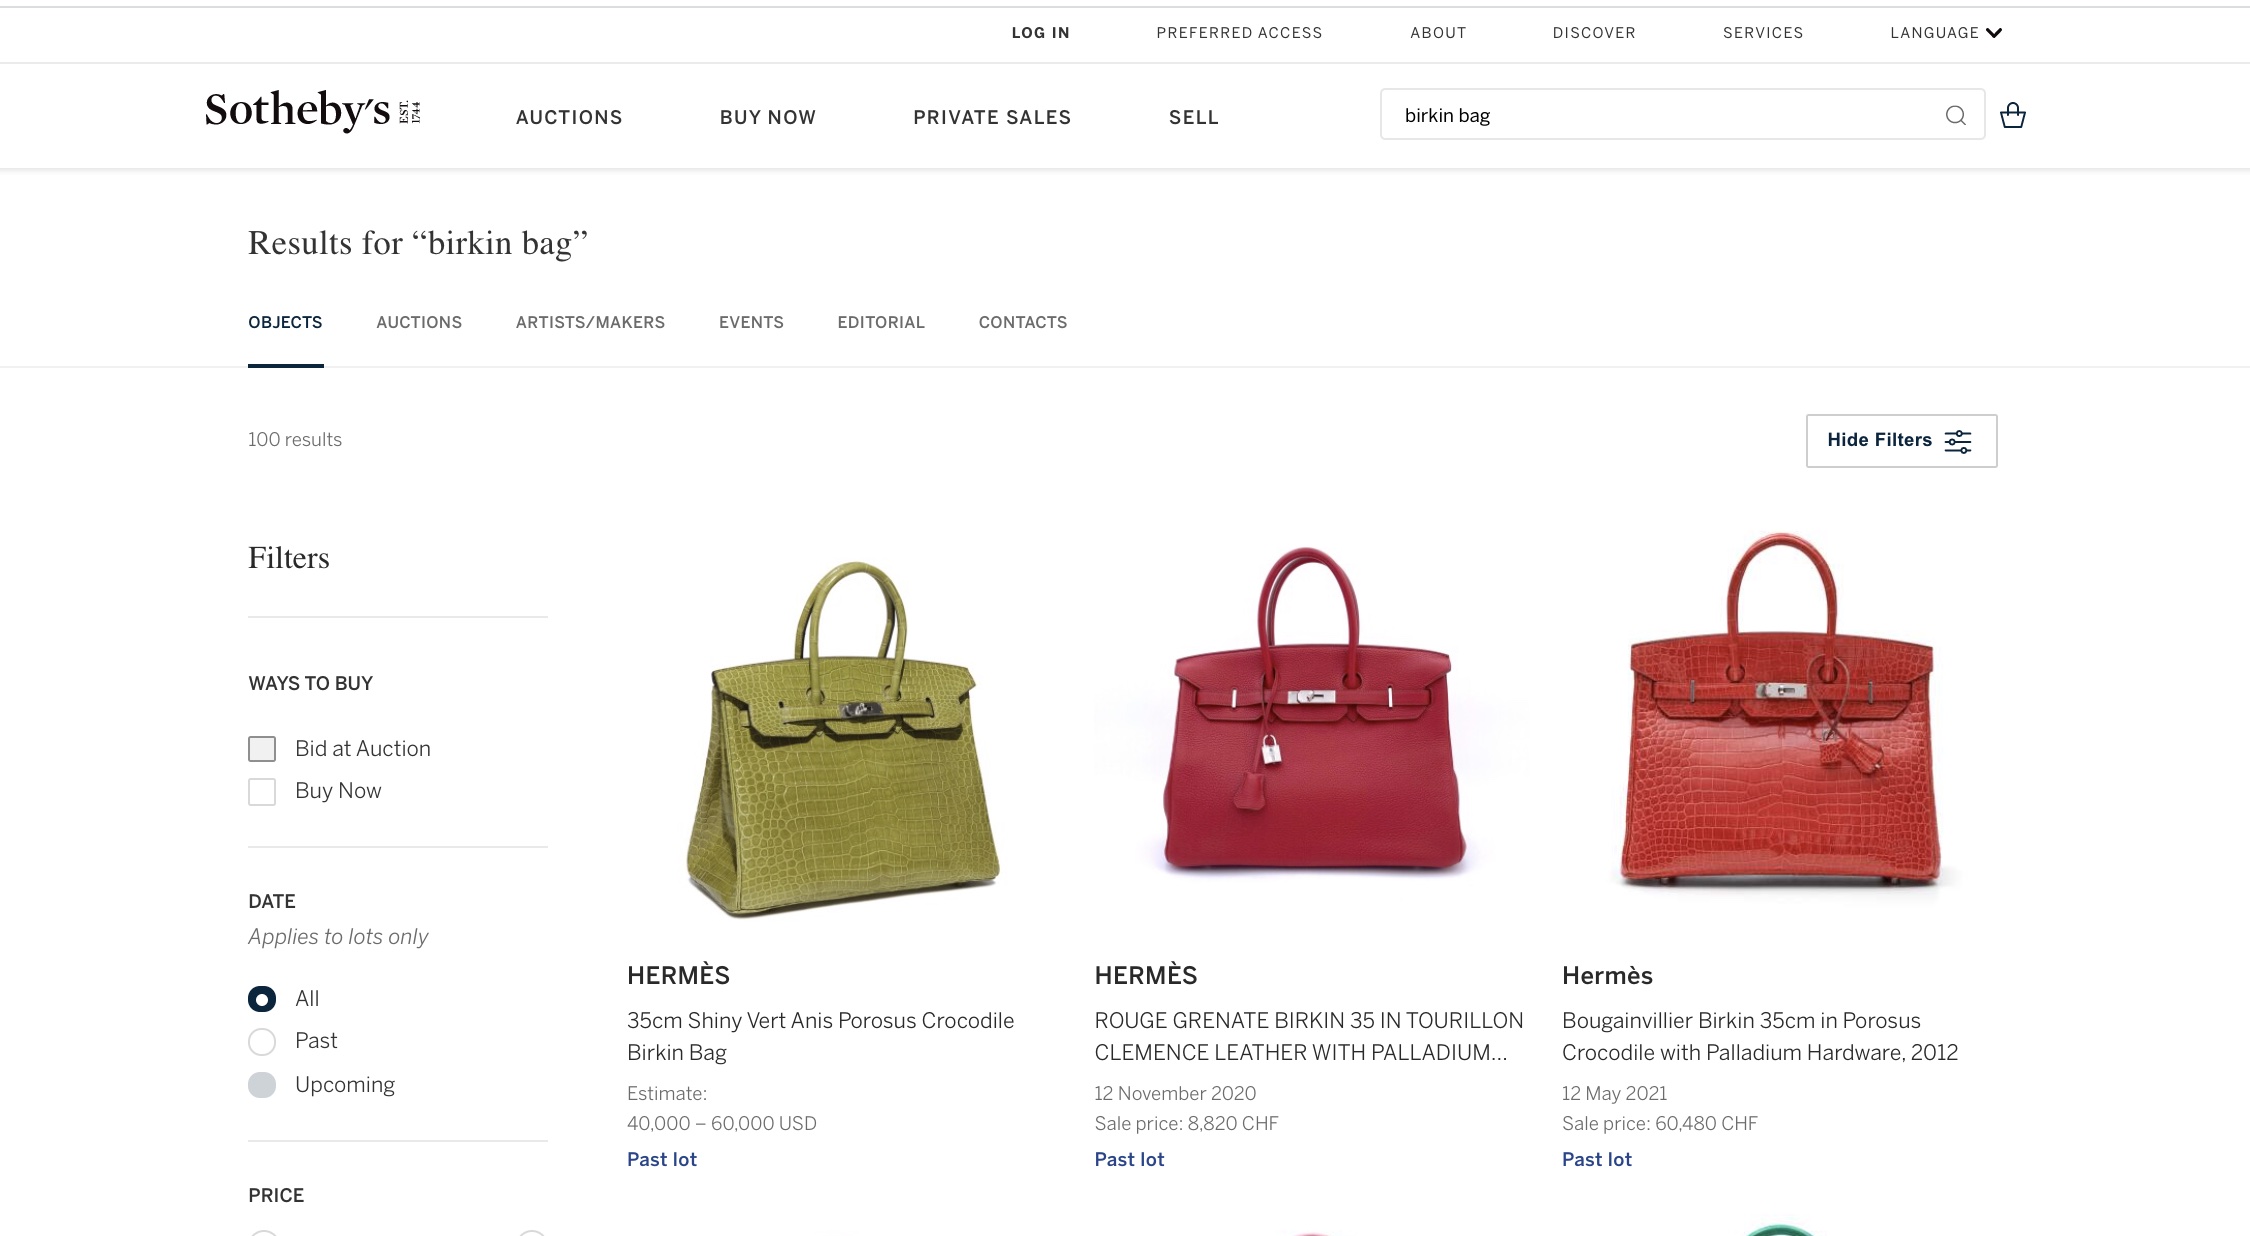 LOG IN
PREFERRED ACCESS
ABOUT
DISCOVER
SERVICES
LANGUAGE
Sotheby's EST. 1744
AUCTIONS
BUY NOW
PRIVATE SALES
SELL
birkin bag
Results for “birkin bag”
OBJECTS
AUCTIONS
ARTISTS/MAKERS
EVENTS
EDITORIAL
CONTACTS
100 results
Hide Filters
Filters
WAYS TO BUY
Bid at Auction
Buy Now
DATE
Applies to lots only
All
Past
Upcoming
PRICE
HERMÈS
35cm Shiny Vert Anis Porosus Crocodile
Birkin Bag
Estimate:
40,000 – 60,000 USD
Past lot
HERMÈS
ROUGE GRENATE BIRKIN 35 IN TOURILLON
CLEMENCE LEATHER WITH PALLADIUM...
12 November 2020
Sale price: 8,820 CHF
Past lot
Hermès
Bougainvillier Birkin 35cm in Porosus
Crocodile with Palladium Hardware, 2012
12 May 2021
Sale price: 60,480 CHF
Past lot